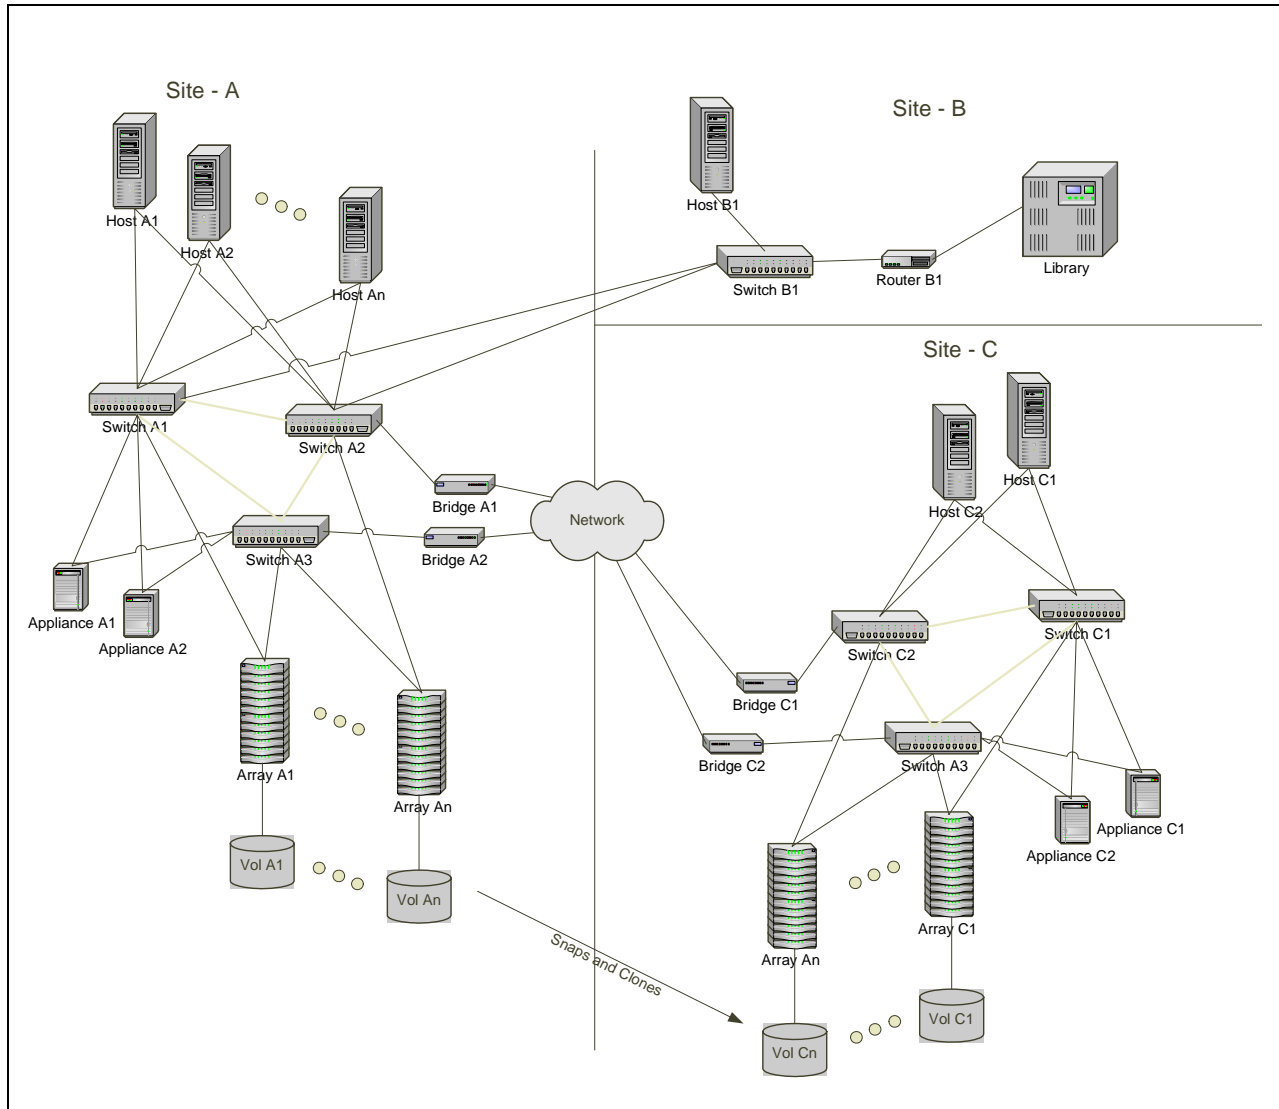 Site - A
Site - B
Host A1
Host A2
Host An
Host B1
Switch B1
Router B1
Library
Site - C
Switch A1
Switch A2
Host C1
Host C2
Bridge A1
Network
Switch A3
Bridge A2
Appliance A1
Appliance A2
Switch C1
Switch C2
Bridge C1
Bridge C2
Switch A3
Array A1
Array An
Appliance C1
Appliance C2
Vol A1
Vol An
Array C1
Array An
Snaps and Clones
Vol C1
Vol Cn